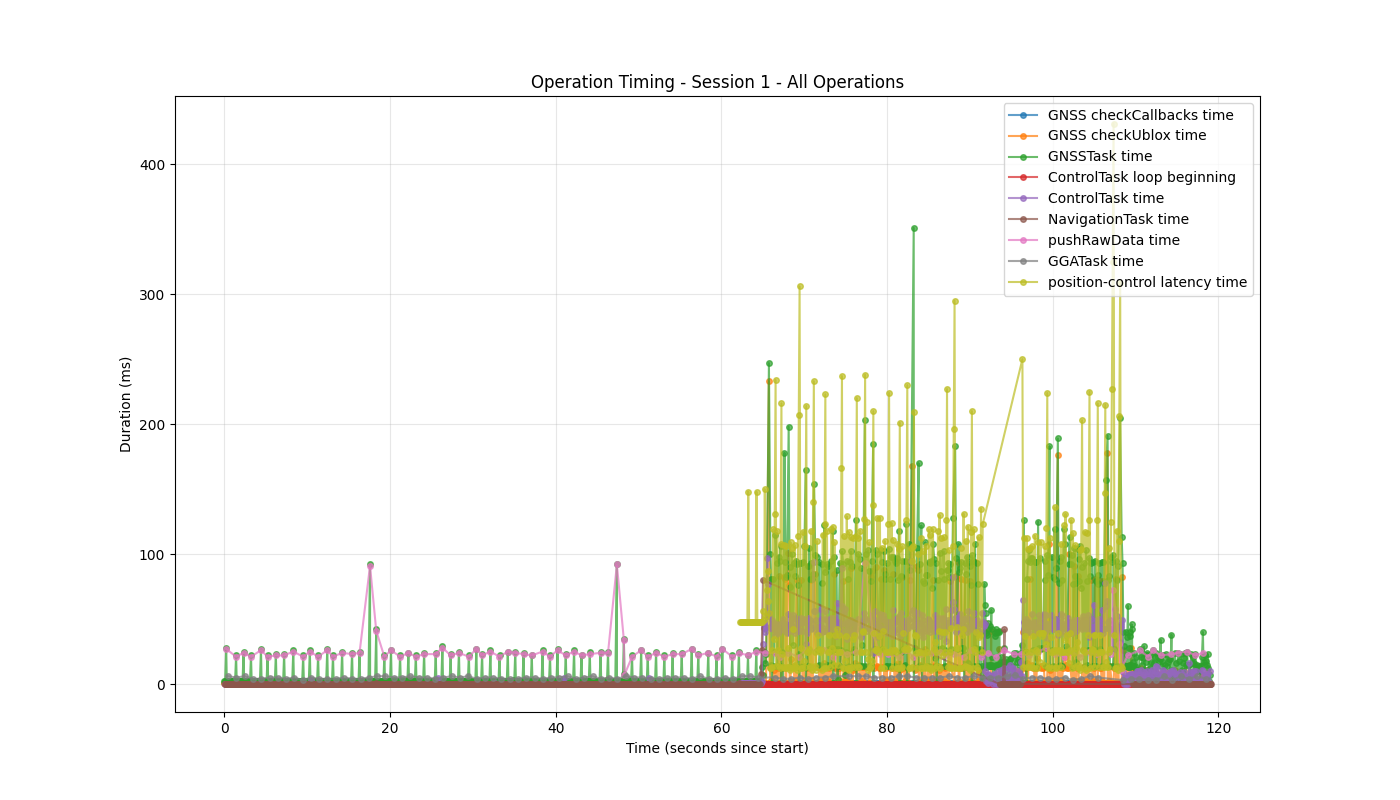 Operation Timing - Session 1 - All Operations
GNSS checkCallbacks time
GNSS checkUblox time
GNSSTask time
ControlTask loop beginning
ControlTask time
NavigationTask time
pushRawData time
GGATask time
position-control latency time
Duration (ms)
400
300
200
100
0
0 20 40 60 80 100 120
Time (seconds since start)